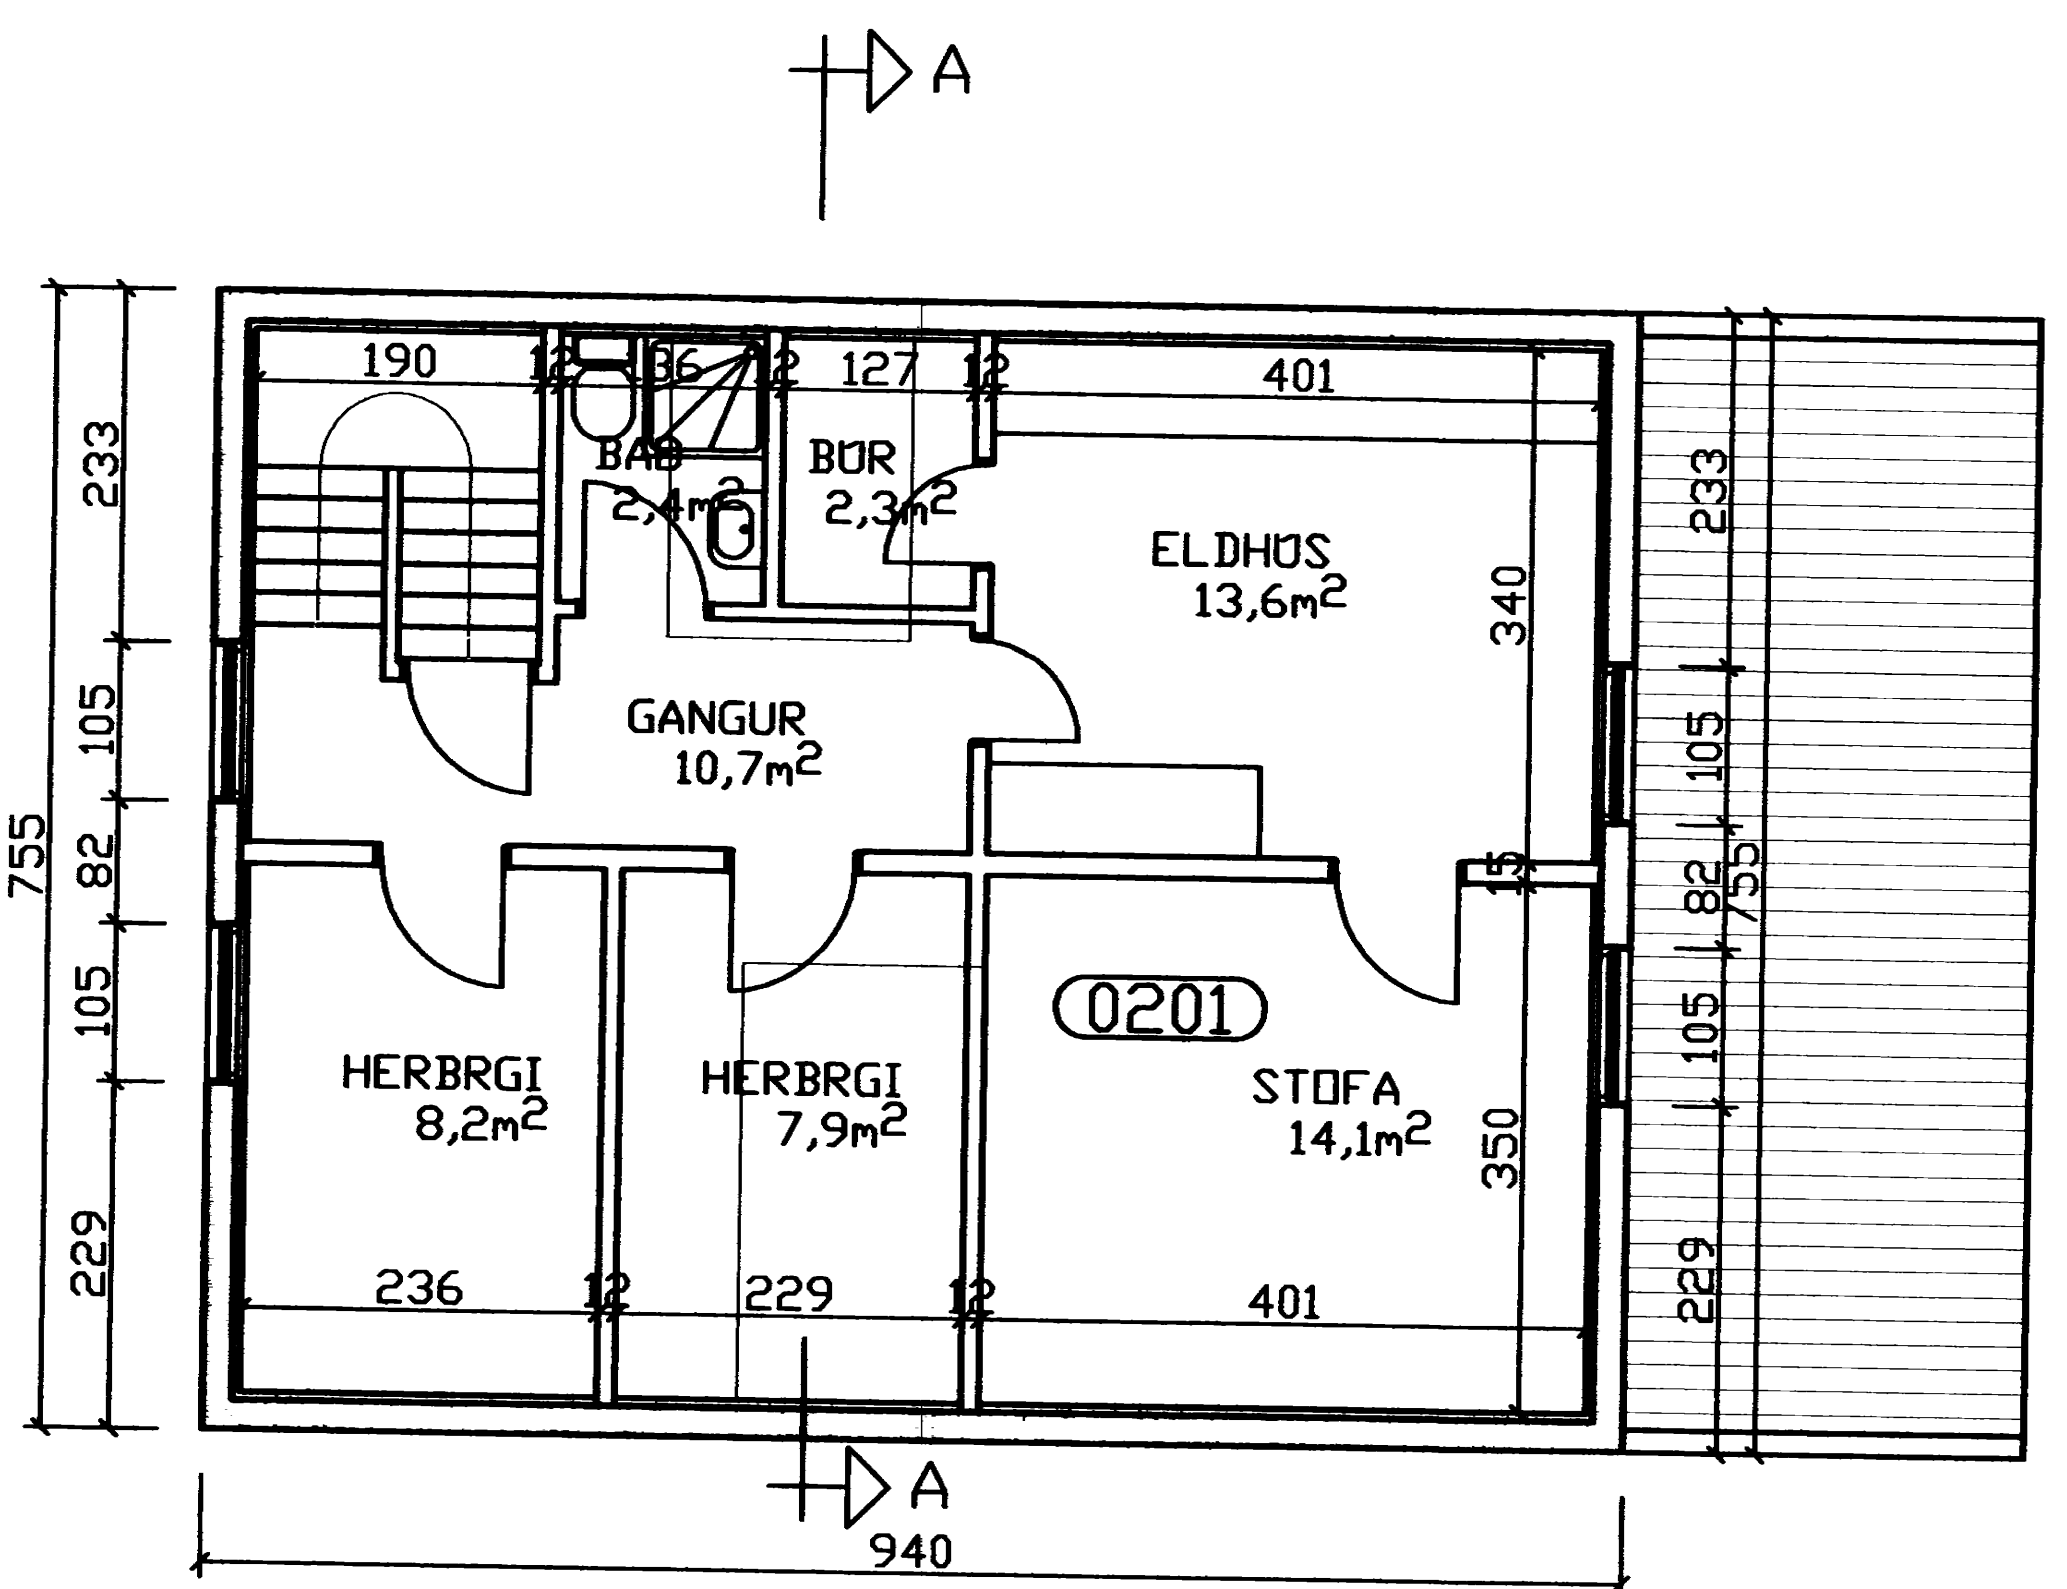 A
190 12 136 12 127 12 401
233
233
BAÐ
2,4m²
BÚR
2,3m²
ELDHÚS
13,6m²
340
105
105
GANGUR
10,7m²
755
82
15
82
755
105
105
0201
HERBRGI
8,2m²
HERBRGI
7,9m²
STOFA
14,1m²
350
229
229
236 12 229 12 401
A
940